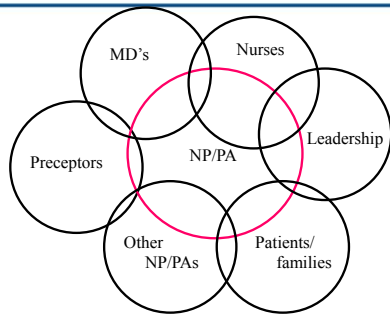 MD's
Nurses
Leadership
Preceptors
NP/PA
Other
NP/PAs
Patients/
families